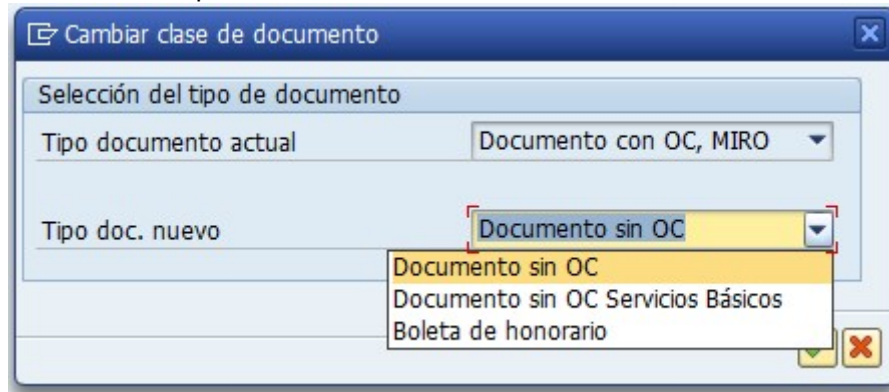 Cambiar clase de documento
Selección del tipo de documento
Tipo documento actual Documento con OC, MIRO
Tipo doc. nuevo Documento sin OC
Documento sin OC
Documento sin OC Servicios Básicos
Boleta de honorario